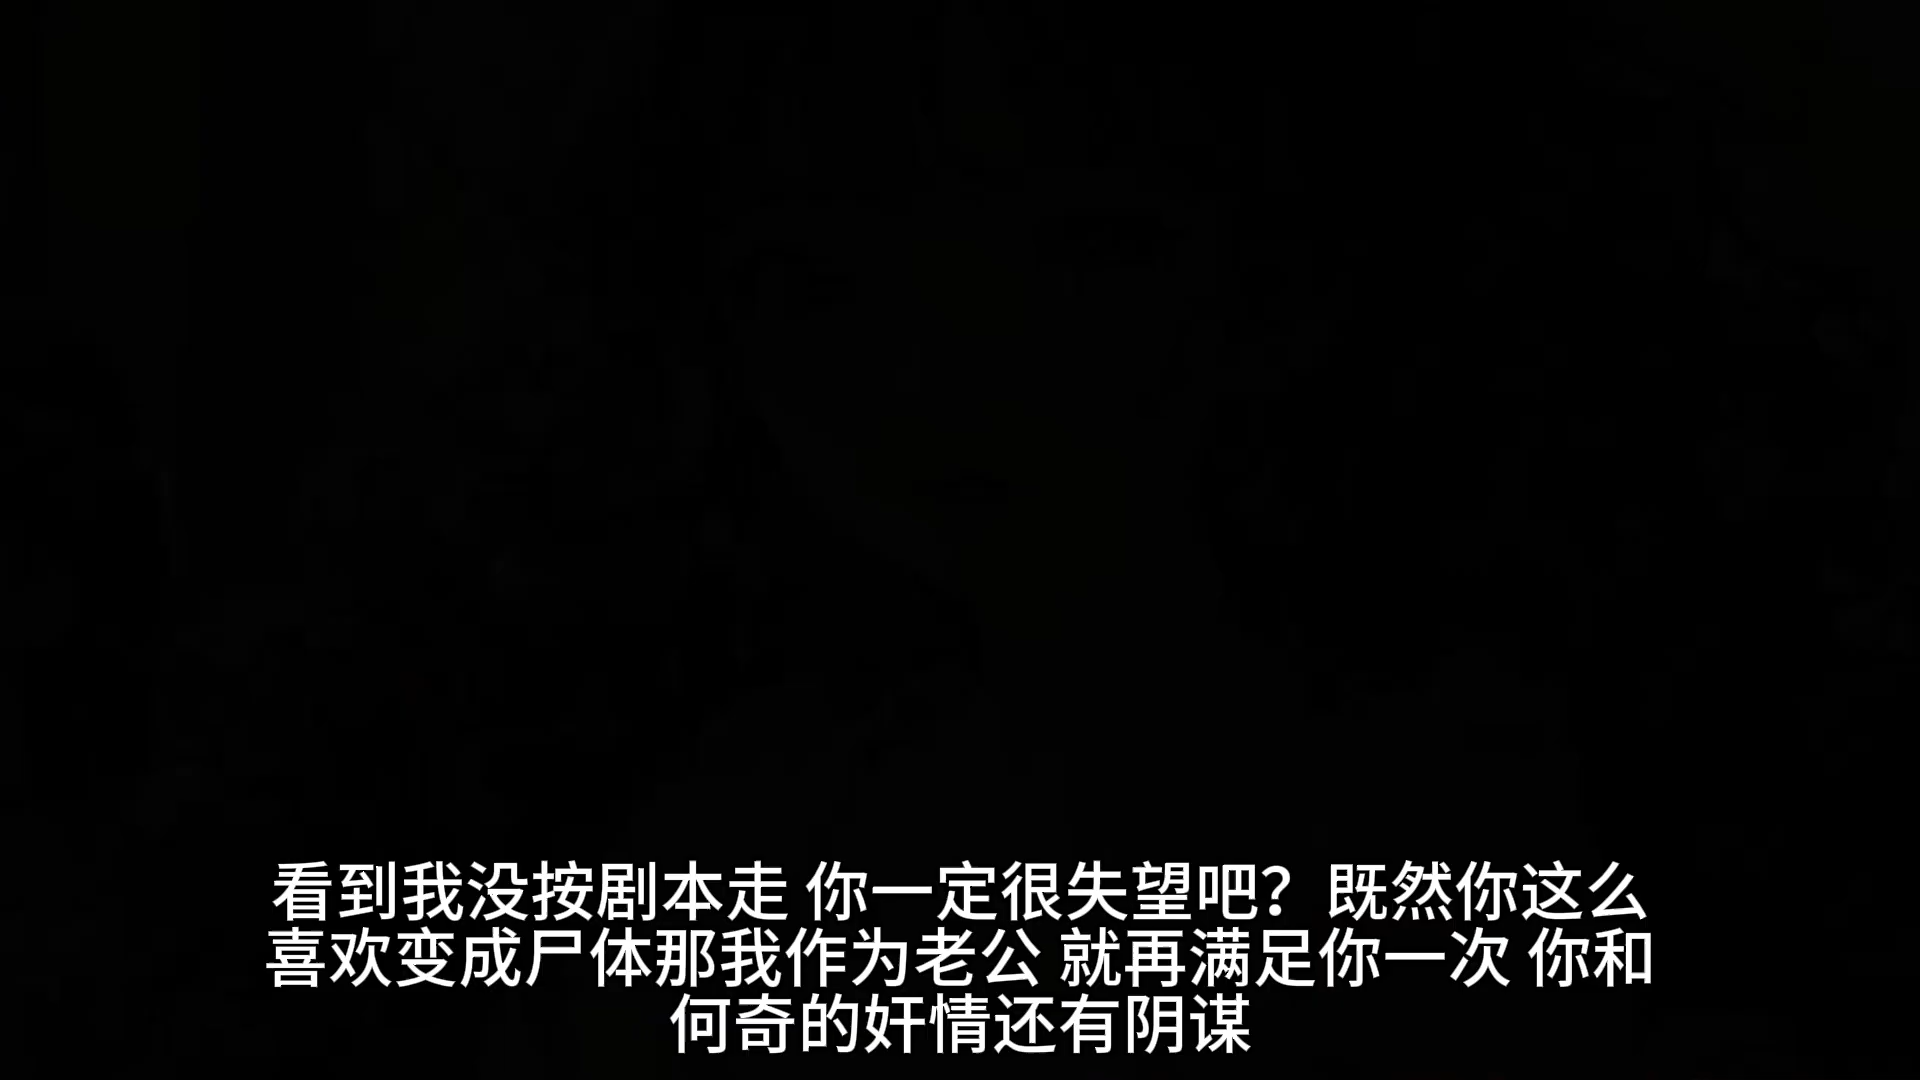 看到我没按剧本走 你一定很失望吧？ 既然你这么
喜欢变成尸体那我作为老公 就再满足你一次 你和
何奇的奸情还有阴谋